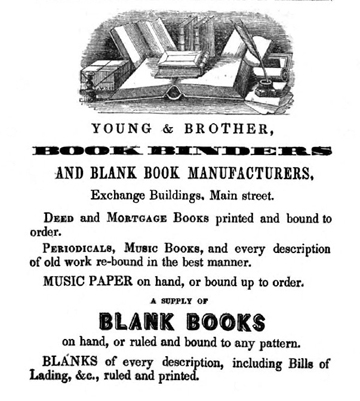 YOUNG & BROTHER,
BOOK BINDERS
AND BLANK BOOK MANUFACTURERS,
Exchange Buildings. Main street.
DEED and MORTGAGE BOOKS printed and bound to
order.
PERIODICALS, MUSIC BOOKS, and every description
of old work re-bound in the best manner.
MUSIC PAPER on hand, or bound up to order.
A SUPPLY OF
BLANK BOOKS
on hand, or ruled and bound to any pattern.
BLANKS of every description, including Bills of
Lading, &c., ruled and printed.